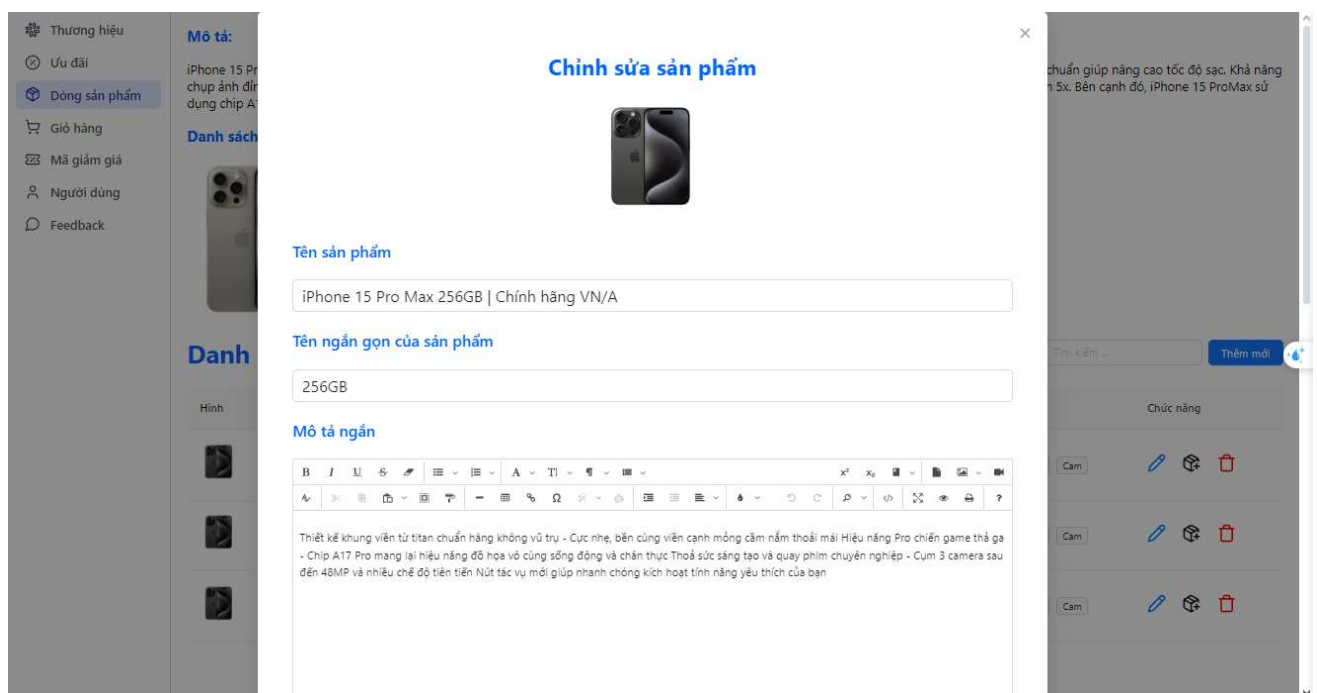 Thương hiệu
Ưu đãi
Dòng sản phẩm
Giỏ hàng
Mã giảm giá
Người dùng
Feedback
Mô tả:
iPhone 15 Pr
chụp ảnh đỉn
dụng chip A1
chuẩn giúp nâng cao tốc độ sạc. Khả năng
n 5x. Bên cạnh đó, iPhone 15 ProMax sử
Danh sách
Danh
Tìm kiếm ...
Thêm mới
Hình
Chức năng
Cam
Cam
Cam
Chỉnh sửa sản phẩm
Tên sản phẩm
iPhone 15 Pro Max 256GB | Chính hãng VN/A
Tên ngắn gọn của sản phẩm
256GB
Mô tả ngắn
Thiết kế khung viền từ titan chuẩn hàng không vũ trụ - Cực nhẹ, bền cùng viền cạnh mỏng cầm nắm thoải mái Hiệu năng Pro chiến game thả ga
- Chip A17 Pro mang lại hiệu năng đồ họa vô cùng sống động và chân thực Thoả sức sáng tạo và quay phim chuyên nghiệp - Cụm 3 camera sau
đến 48MP và nhiều chế độ tiên tiến Nút tác vụ mới giúp nhanh chóng kích hoạt tính năng yêu thích của bạn